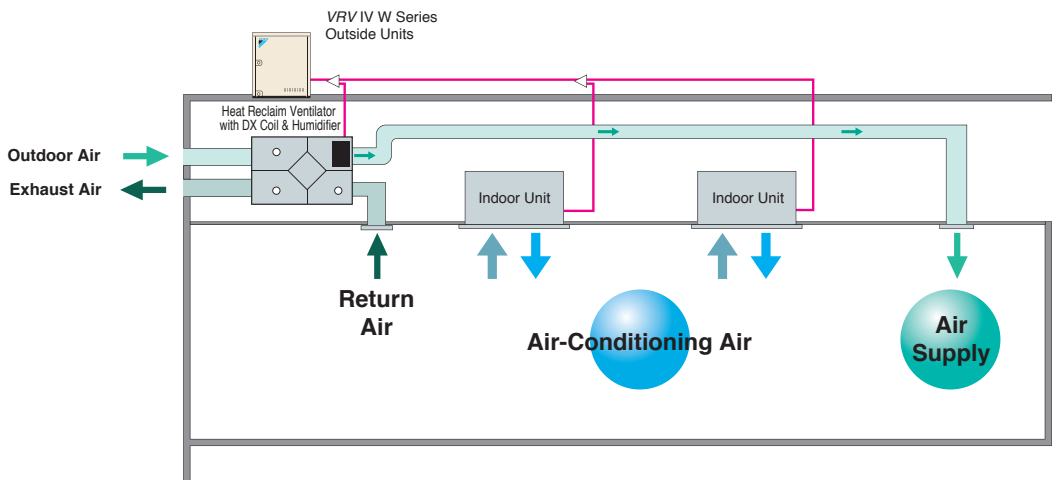 VRV IV W Series
Outside Units
Heat Reclaim Ventilator
with DX Coil & Humidifier
Outdoor Air
Exhaust Air
Indoor Unit
Indoor Unit
Return
Air
Air-Conditioning Air
Air
Supply